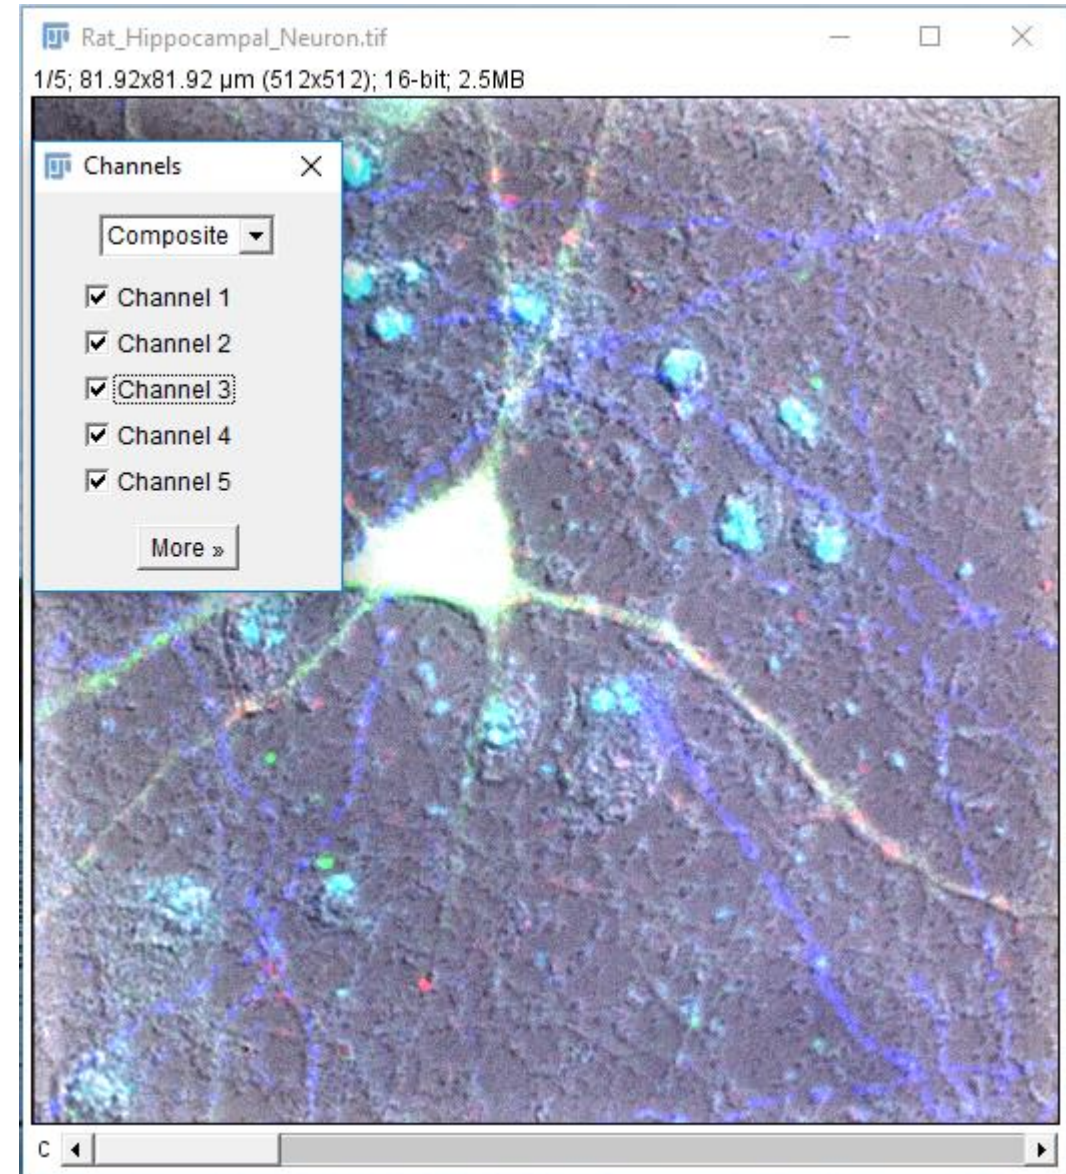 Rat_Hippocampal_Neuron.tif
1/5; 81.92x81.92 µm (512x512); 16-bit; 2.5MB
Channels
Composite
Channel 1
Channel 2
Channel 3
Channel 4
Channel 5
More »
C